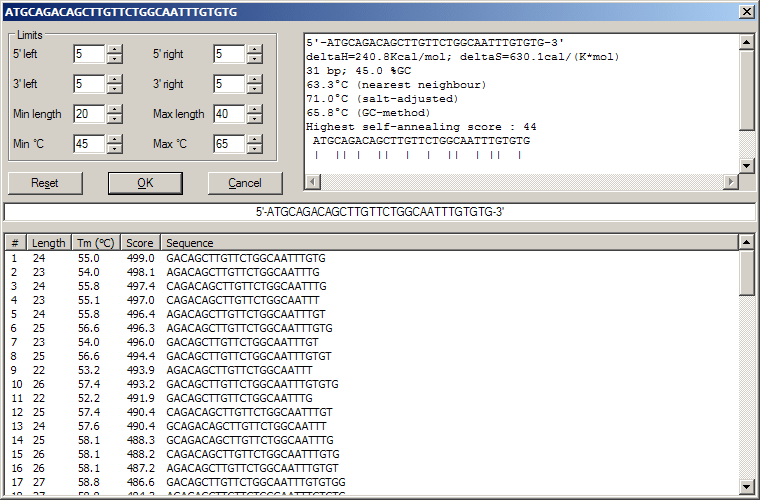 ATGCAGACAGCTTGTTCTGGCAATTTGTGTG
Limits
5' left 5 5' right 5
3' left 5 3' right 5
Min length 20 Max length 40
Min °C 45 Max °C 65
Reset OK Cancel
5'-ATGCAGACAGCTTGTTCTGGCAATTTGTGTG-3'
deltaH=240.8Kcal/mol; deltaS=630.1cal/(K*mol)
31 bp; 45.0 %GC
63.3°C (nearest neighbour)
71.0°C (salt-adjusted)
65.8°C (GC-method)
Highest self-annealing score : 44
ATGCAGACAGCTTGTTCTGGCAATTTGTGTG
5'-ATGCAGACAGCTTGTTCTGGCAATTTGTGTG-3'
# Length Tm (°C) Score Sequence
1 24 55.0 499.0 GACAGCTTGTTCTGGCAATTTGTG
2 23 54.0 498.1 AGACAGCTTGTTCTGGCAATTTG
3 24 55.8 497.4 CAGACAGCTTGTTCTGGCAATTTG
4 23 55.1 497.0 CAGACAGCTTGTTCTGGCAATTT
5 24 55.8 496.4 AGACAGCTTGTTCTGGCAATTTGT
6 25 56.6 496.3 AGACAGCTTGTTCTGGCAATTTGTG
7 23 54.0 496.0 GACAGCTTGTTCTGGCAATTTGT
8 25 56.6 494.4 GACAGCTTGTTCTGGCAATTTGTGT
9 22 53.2 493.9 AGACAGCTTGTTCTGGCAATTT
10 26 57.4 493.2 GACAGCTTGTTCTGGCAATTTGTGTG
11 22 52.2 491.9 GACAGCTTGTTCTGGCAATTTG
12 25 57.4 490.4 CAGACAGCTTGTTCTGGCAATTTGT
13 24 57.6 490.4 GCAGACAGCTTGTTCTGGCAATTT
14 25 58.1 488.3 GCAGACAGCTTGTTCTGGCAATTTG
15 26 58.1 488.2 CAGACAGCTTGTTCTGGCAATTTGTG
16 26 58.1 487.2 AGACAGCTTGTTCTGGCAATTTGTGT
17 27 58.8 486.6 GACAGCTTGTTCTGGCAATTTGTGTGG